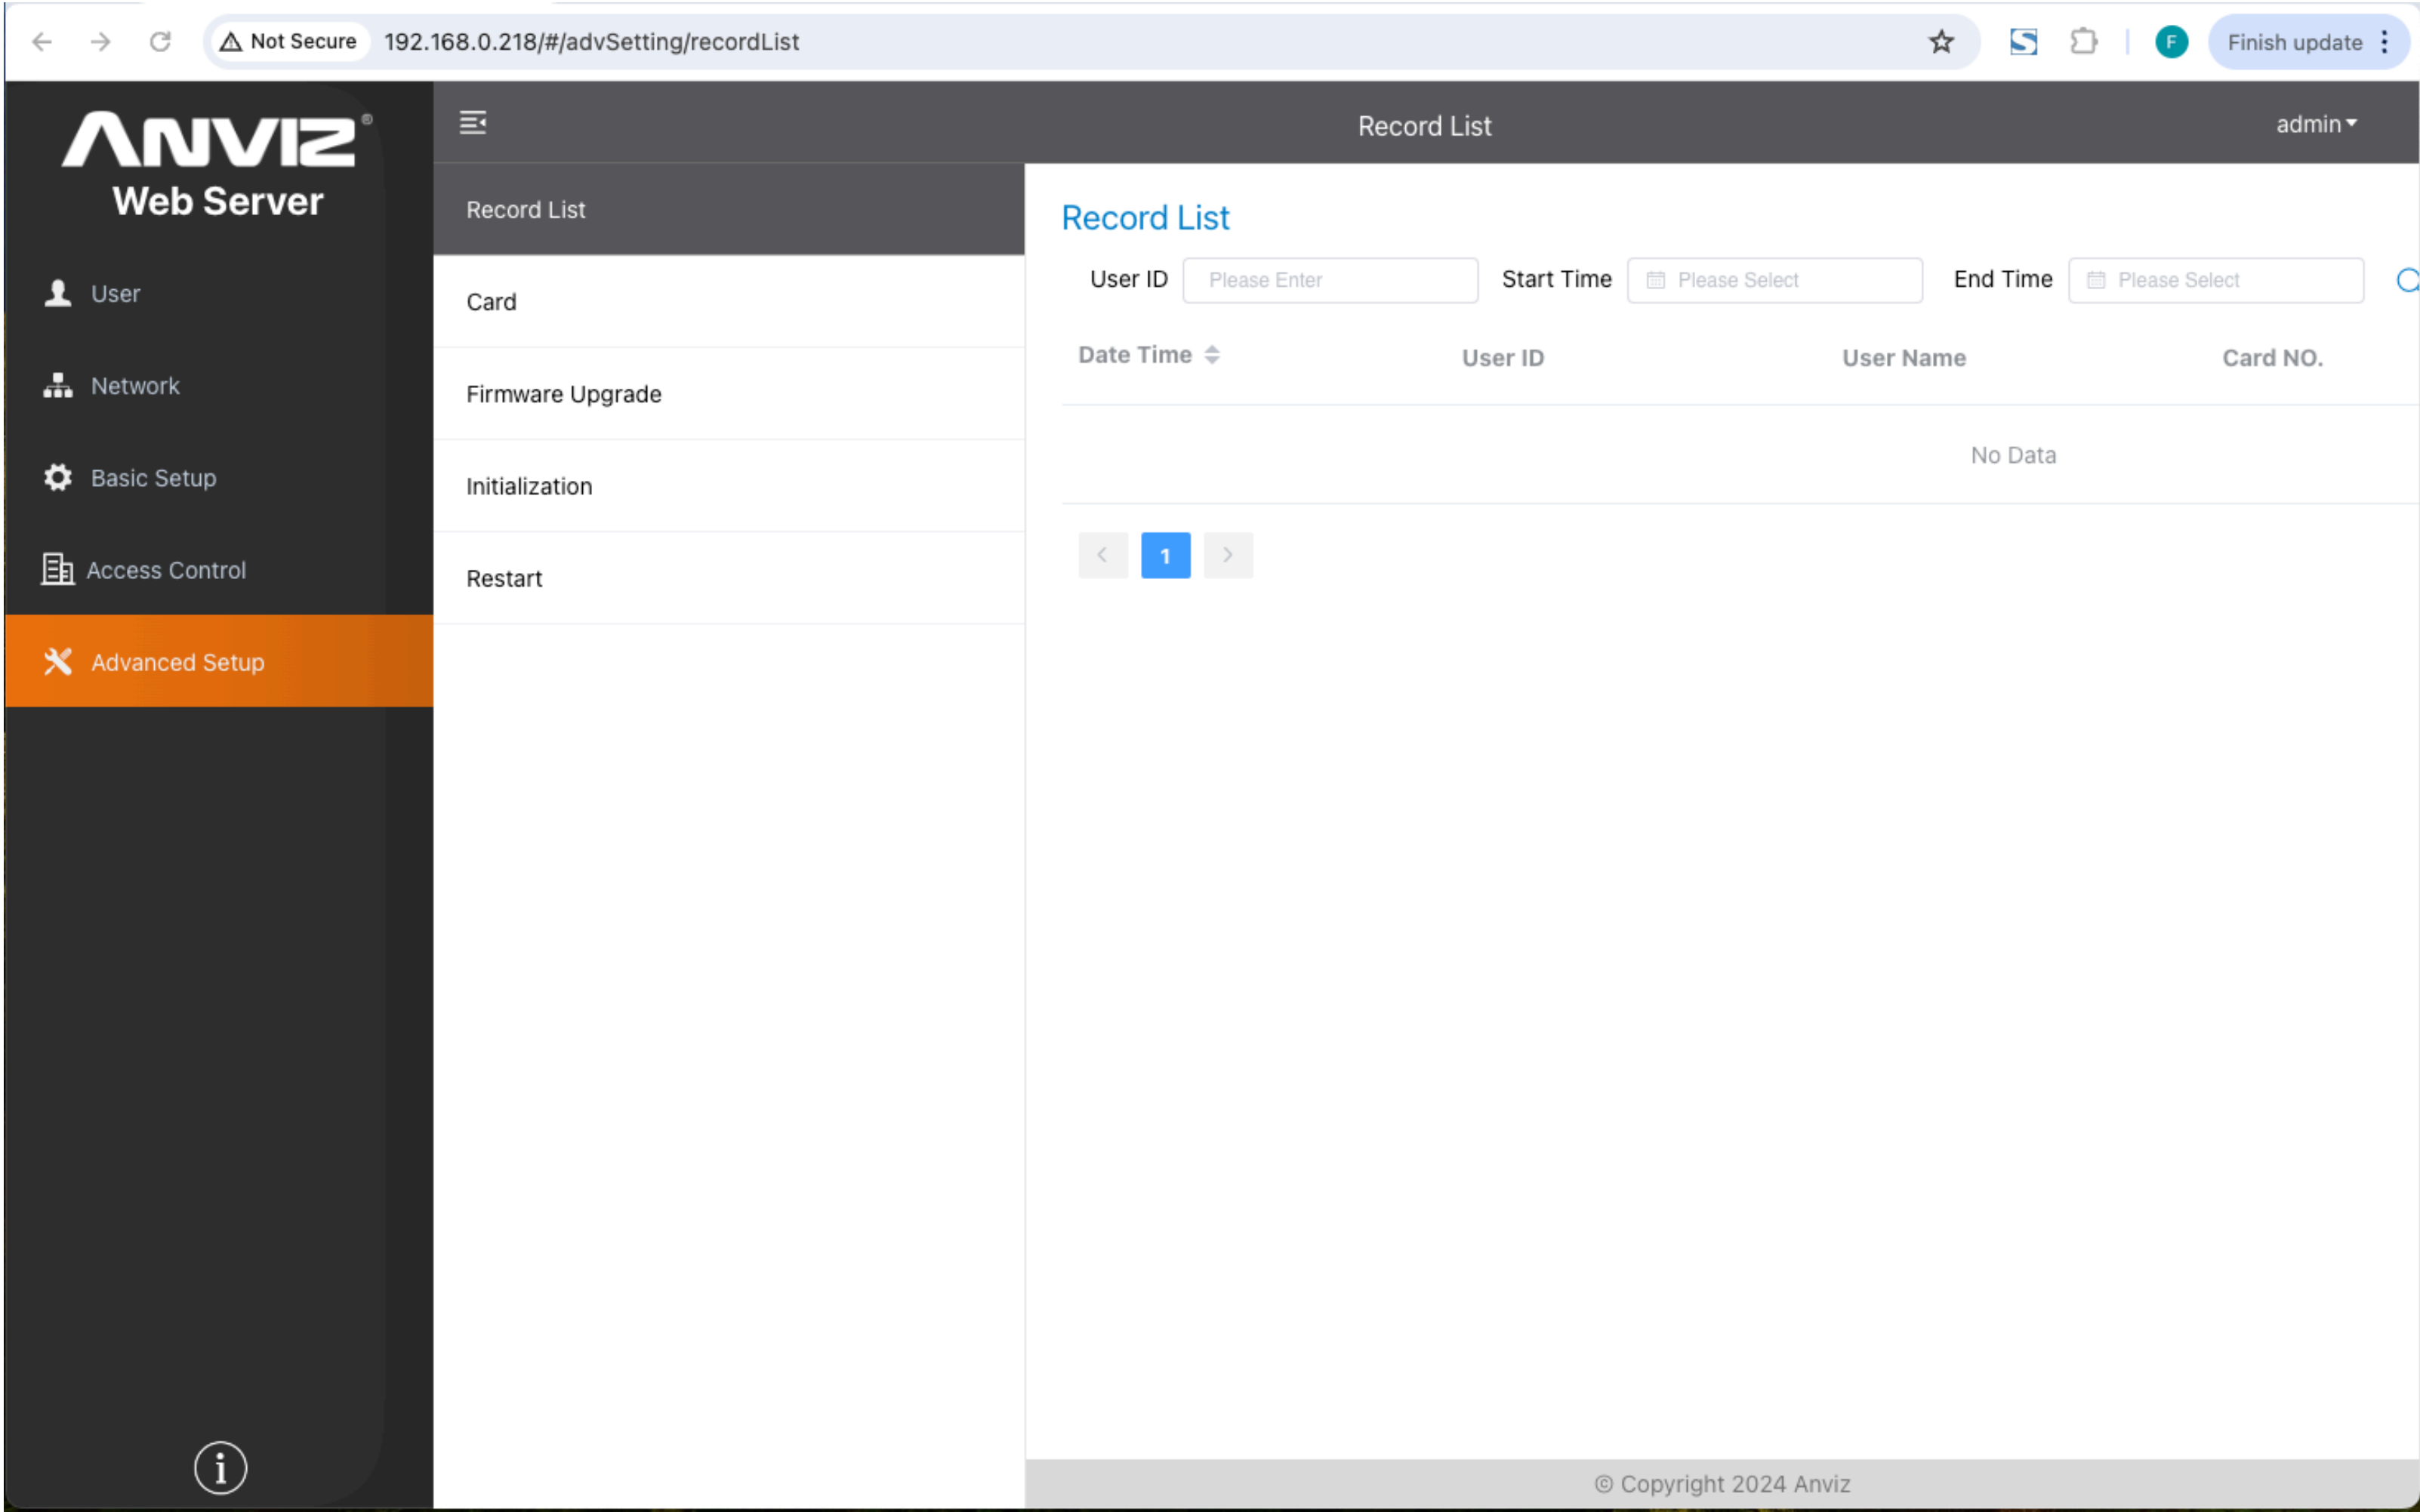 Not Secure 192.168.0.218/#/advSetting/recordList F Finish update
ANVIZ®
Web Server
Record List admin
User
Network
Basic Setup
Access Control
Advanced Setup
Record List
Card
Firmware Upgrade
Initialization
Restart
Record List
User ID Please Enter Start Time Please Select End Time Please Select
Date Time User ID User Name Card NO.
No Data
< 1 >
© Copyright 2024 Anviz